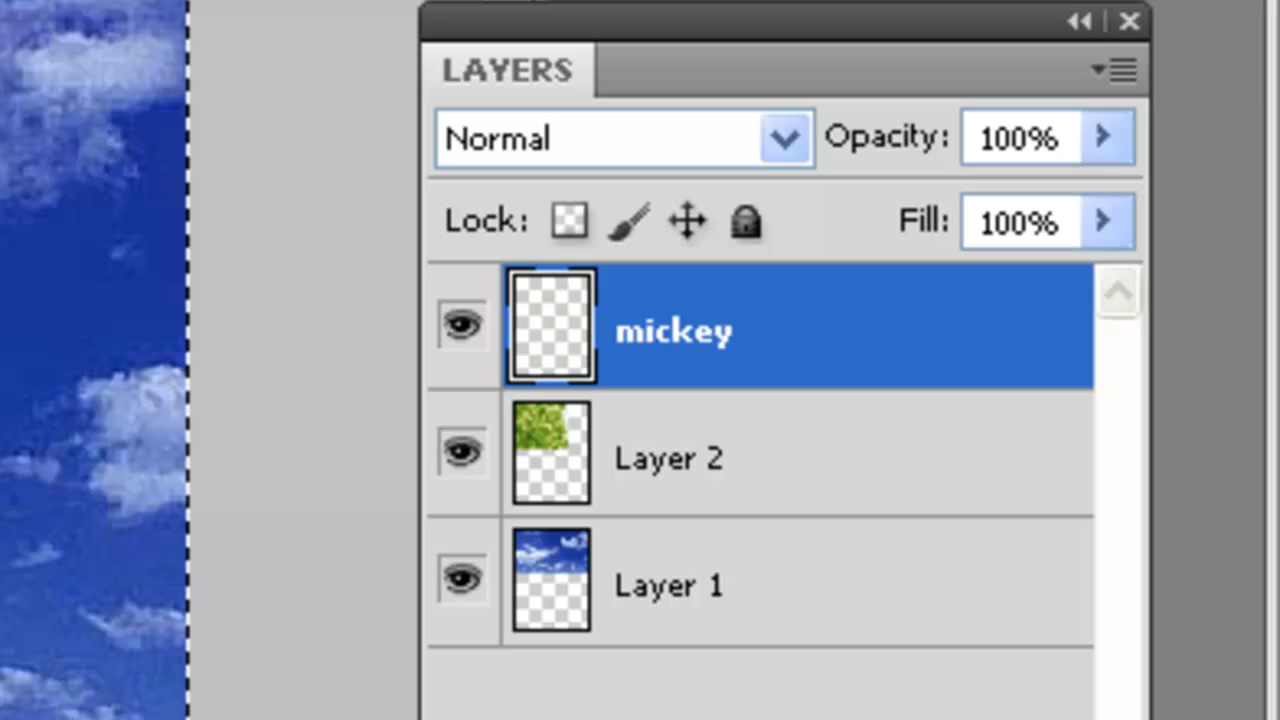 LAYERS
Normal Opacity: 100%
Lock: Fill: 100%
mickey
Layer 2
Layer 1